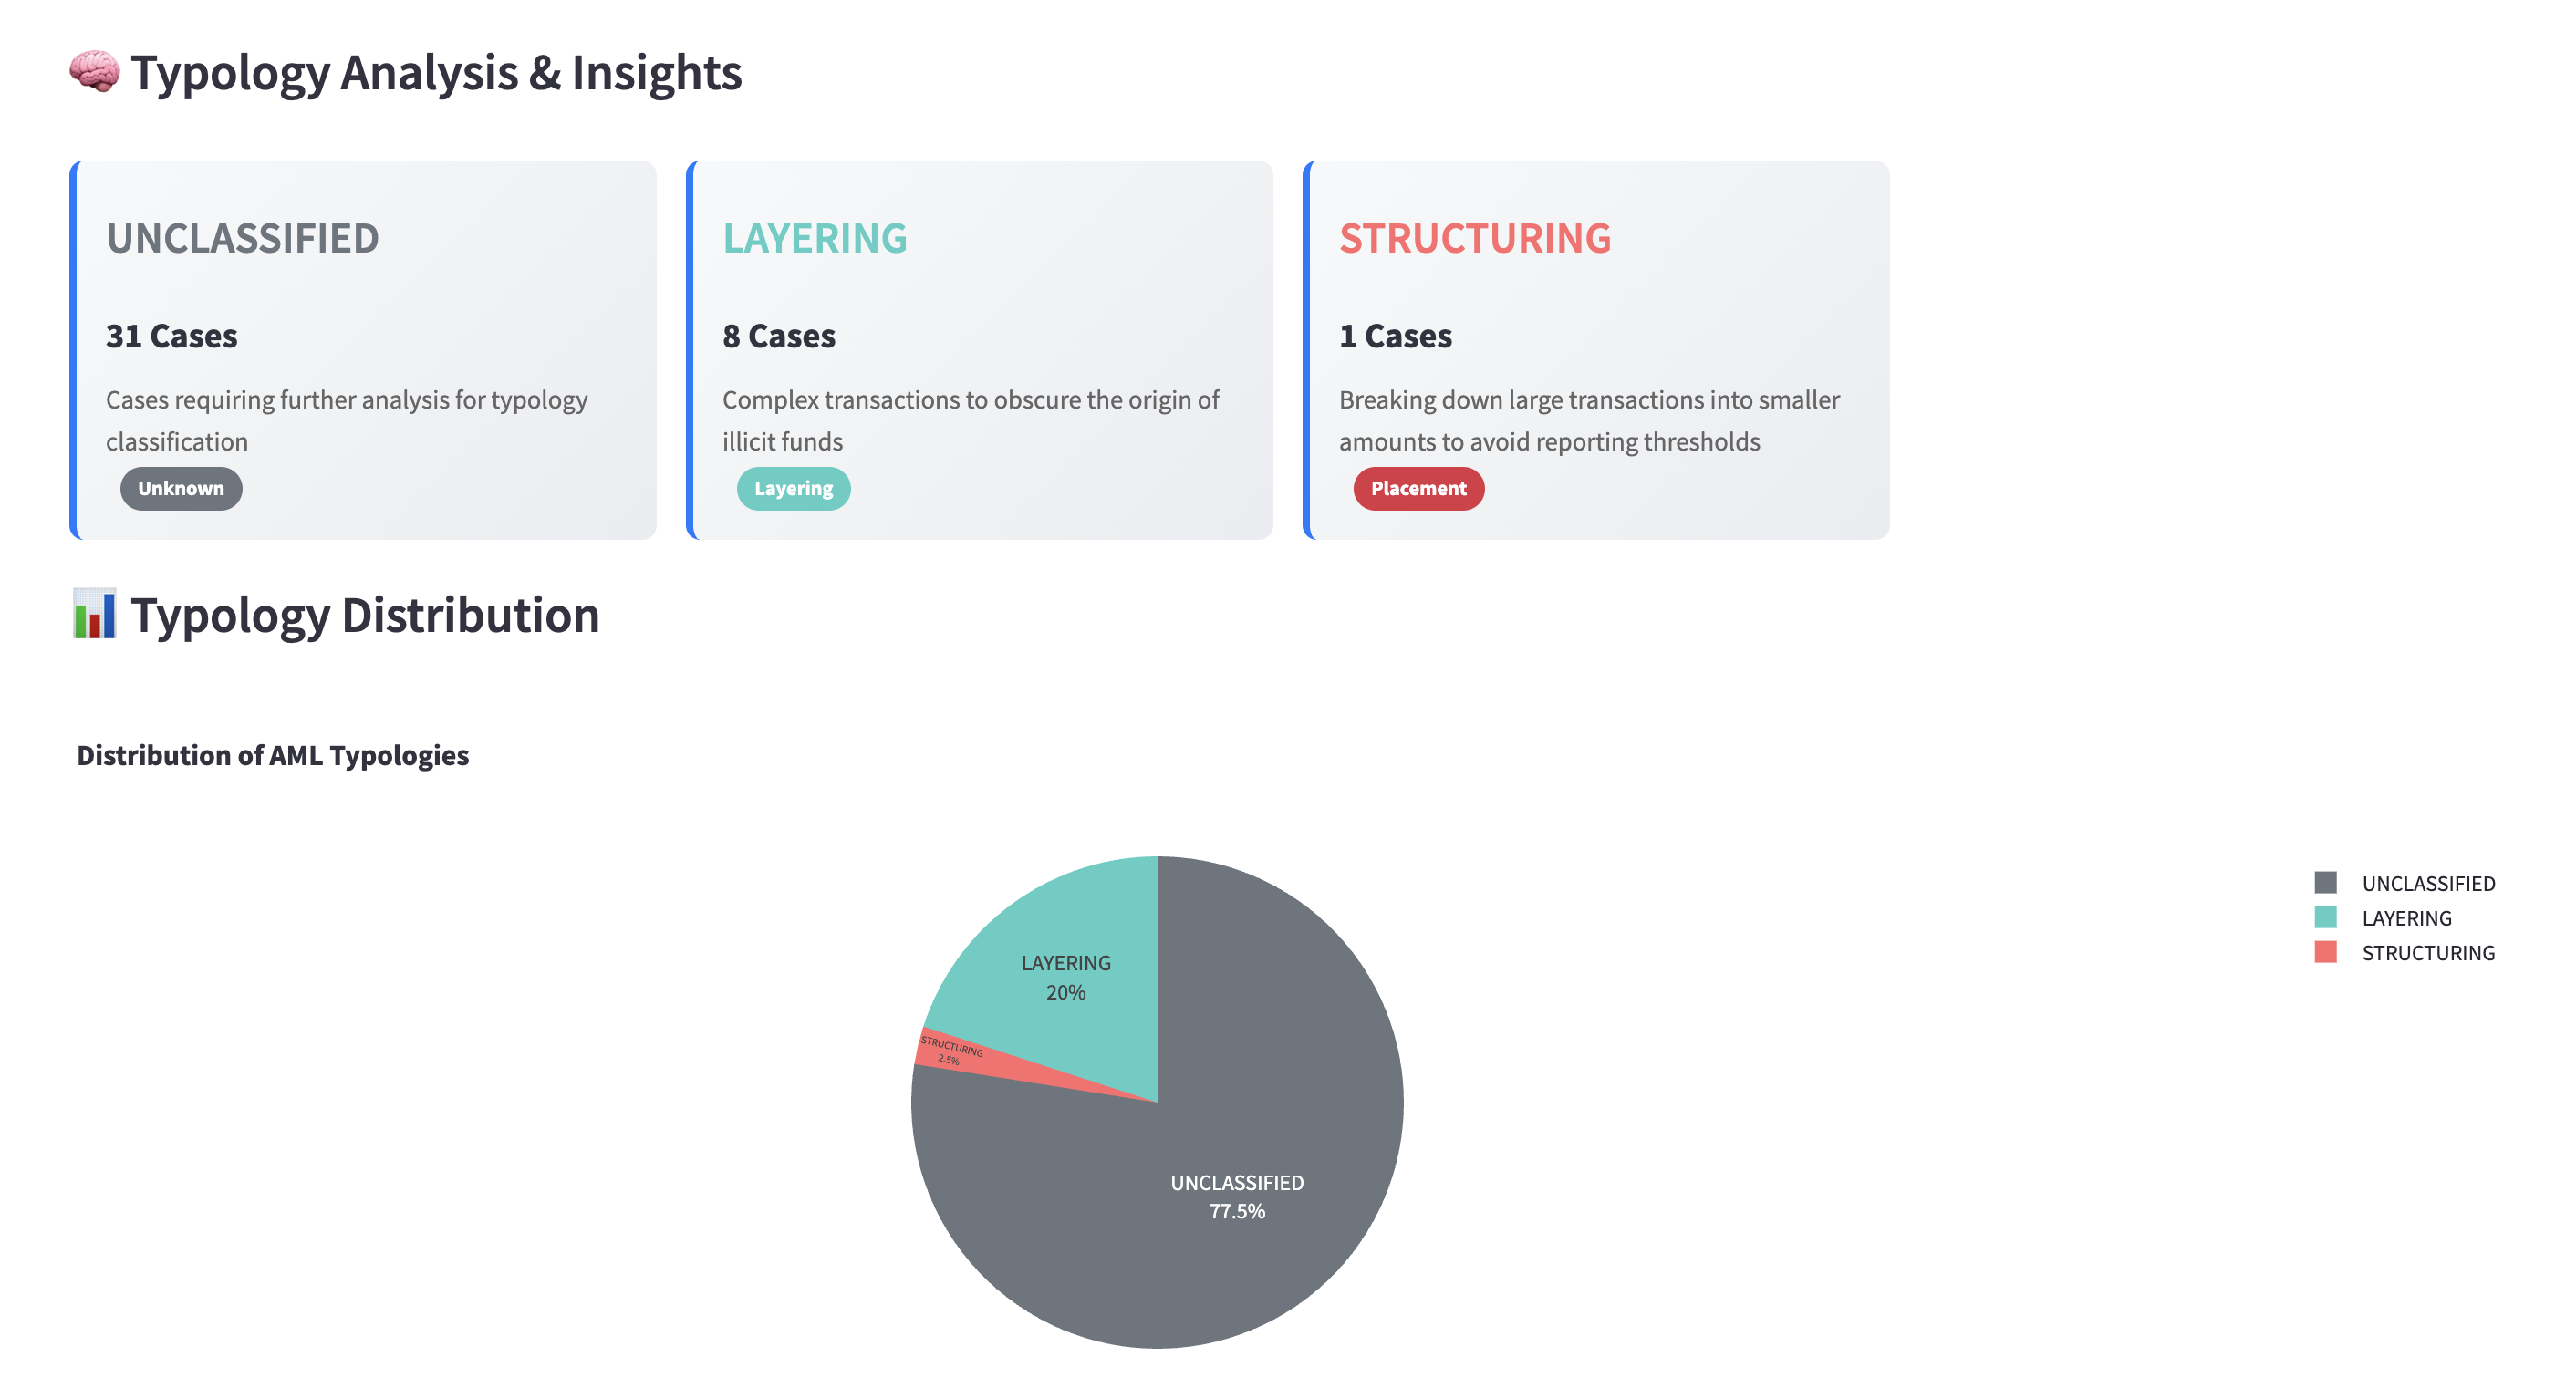 Typology Analysis & Insights
UNCLASSIFIED
31 Cases
Cases requiring further analysis for typology
classification
Unknown
LAYERING
8 Cases
Complex transactions to obscure the origin of
illicit funds
Layering
STRUCTURING
1 Cases
Breaking down large transactions into smaller
amounts to avoid reporting thresholds
Placement
Typology Distribution
Distribution of AML Typologies
LAYERING
20%
STRUCTURING
2.5%
UNCLASSIFIED
77.5%
UNCLASSIFIED
LAYERING
STRUCTURING